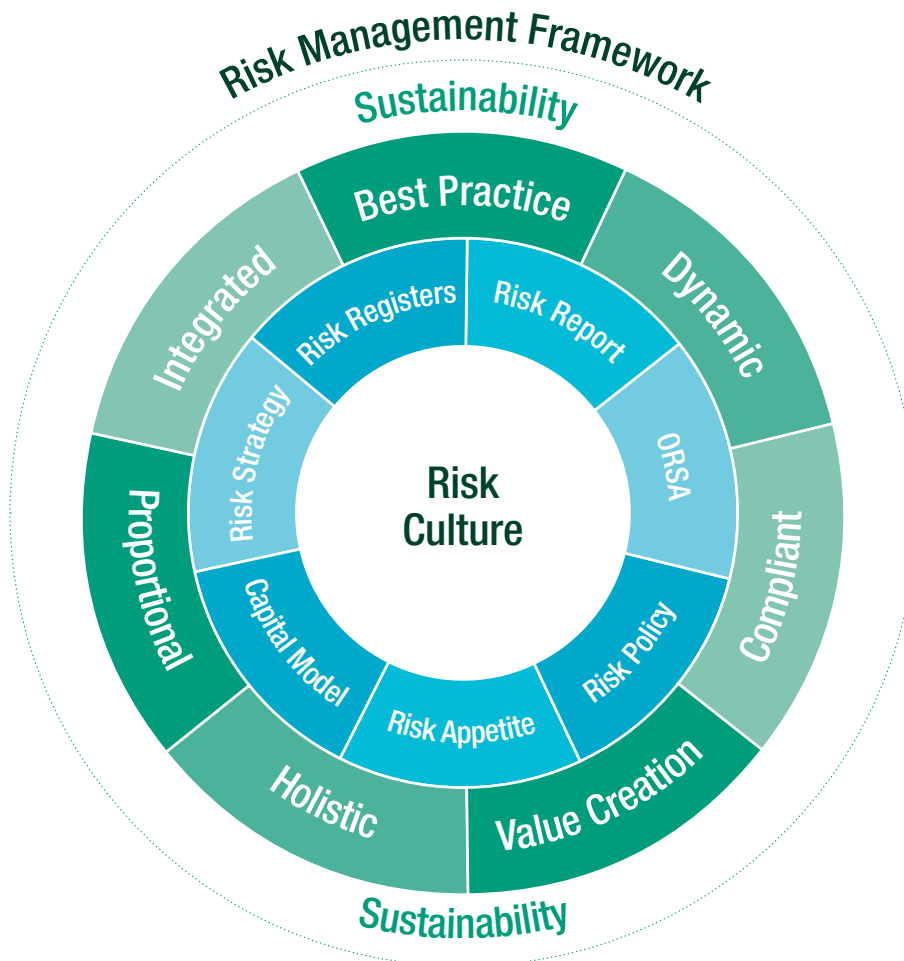 Risk Management Framework
Sustainability
Best Practice
Dynamic
Compliant
Value Creation
Holistic
Proportional
Integrated
Risk Registers
Risk Report
ORSA
Risk Policy
Risk Appetite
Capital Model
Risk Strategy
Risk
Culture
Sustainability